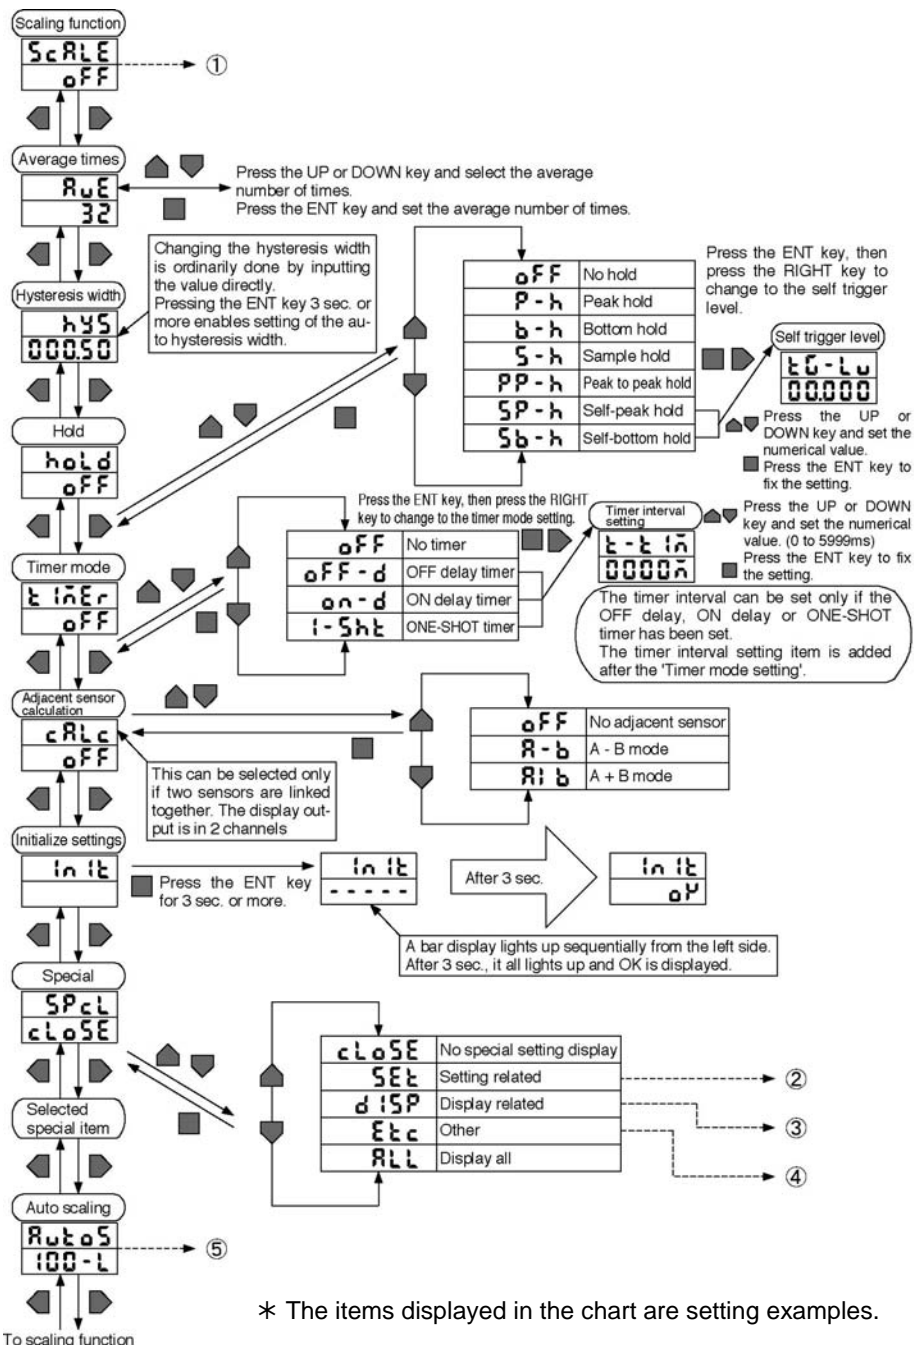 Scaling function
ScALE
oFF
①
Average times
AvE
32
Press the UP or DOWN key and select the average
number of times.
Press the ENT key and set the average number of times.
Hysteresis width
hyS
000.50
Changing the hysteresis width
is ordinarily done by inputting
the value directly.
Pressing the ENT key 3 sec. or
more enables setting of the au-
to hysteresis width.
oFF No hold
P-h Peak hold
b-h Bottom hold
S-h Sample hold
PP-h Peak to peak hold
SP-h Self-peak hold
Sb-h Self-bottom hold
Press the ENT key, then
press the RIGHT key to
change to the self trigger
level.
Self trigger level
tG-Lv
00.000
Press the UP or
DOWN key and set the
numerical value.
Press the ENT key to
fix the setting.
Hold
hoLd
oFF
Press the ENT key, then press the RIGHT
key to change to the timer mode setting.
oFF No timer
oFF-d OFF delay timer
on-d ON delay timer
1-Sht ONE-SHOT timer
Timer interval
setting
t-tim
0000m
Press the UP or DOWN
key and set the numerical
value. (0 to 5999ms)
Press the ENT key to fix
the setting.
The timer interval can be set only if the
OFF delay, ON delay or ONE-SHOT
timer has been set.
The timer interval setting item is added
after the 'Timer mode setting'.
Timer mode
timEr
oFF
Adjacent sensor
calculation
cALc
oFF
This can be selected only
if two sensors are linked
together. The display out-
put is in 2 channels
oFF No adjacent sensor
A-b A - B mode
A1b A + B mode
Initialize settings
init
Press the ENT key
for 3 sec. or more.
init
-----
After 3 sec.
init
oK
A bar display lights up sequentially from the left side.
After 3 sec., it all lights up and OK is displayed.
Special
SPcL
cLoSE
cLoSE No special setting display
SEt Setting related ②
diSP Display related ③
Etc Other ④
ALL Display all
Selected
special item
Auto scaling
AutoS
100-L
⑤
To scaling function
＊ The items displayed in the chart are setting examples.